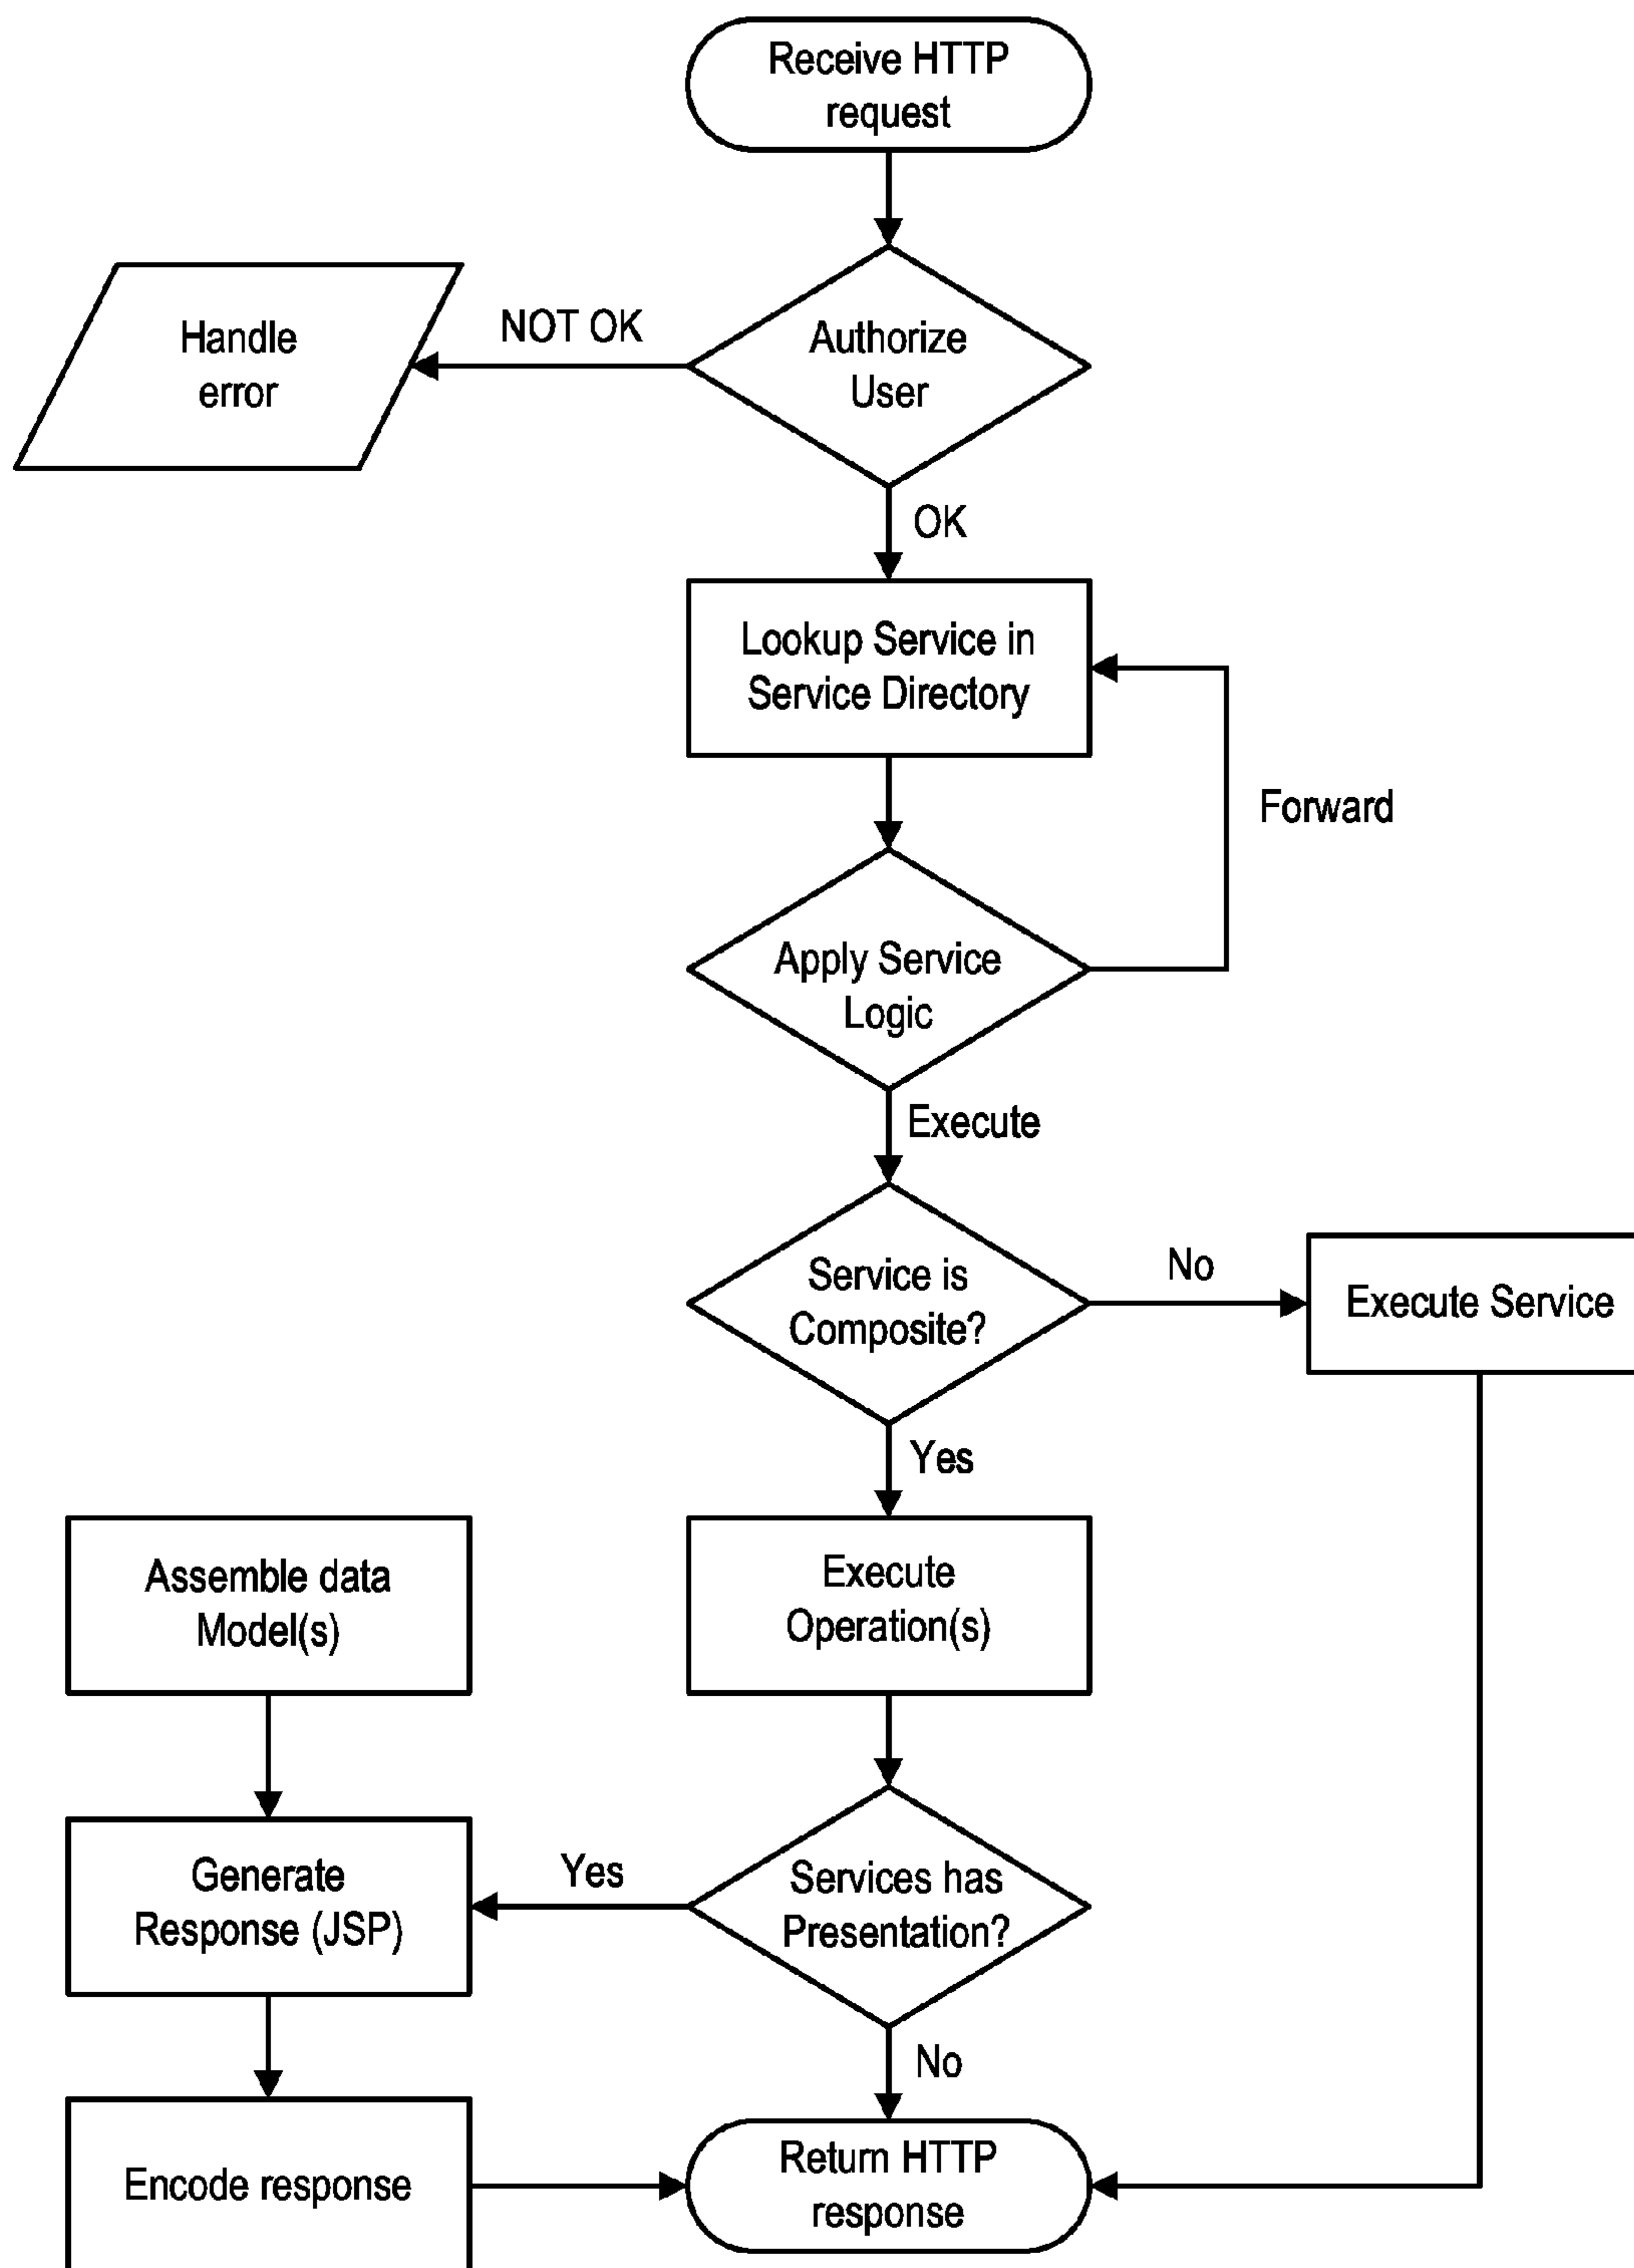 Receive HTTP
request
NOT OK
Handle
error
Authorize
User
OK
Lookup Service in
Service Directory
Forward
Apply Service
Logic
Execute
Service is
Composite?
No
Execute Service
Yes
Assemble data
Model(s)
Execute
Operation(s)
Generate
Response (JSP)
Yes
Services has
Presentation?
No
Encode response
Return HTTP
response